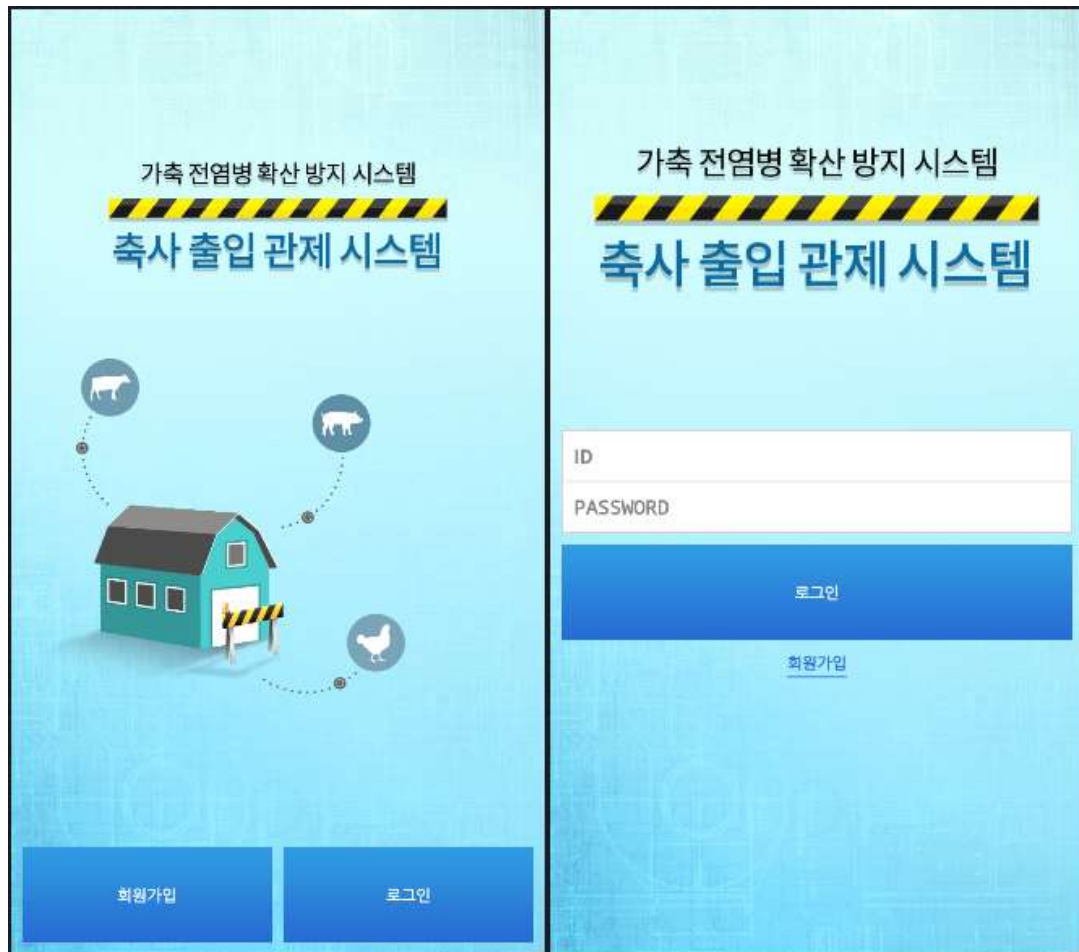 가축 전염병 확산 방지 시스템
축사 출입 관제 시스템
회원가입
로그인
가축 전염병 확산 방지 시스템
축사 출입 관제 시스템
ID
PASSWORD
로그인
회원가입